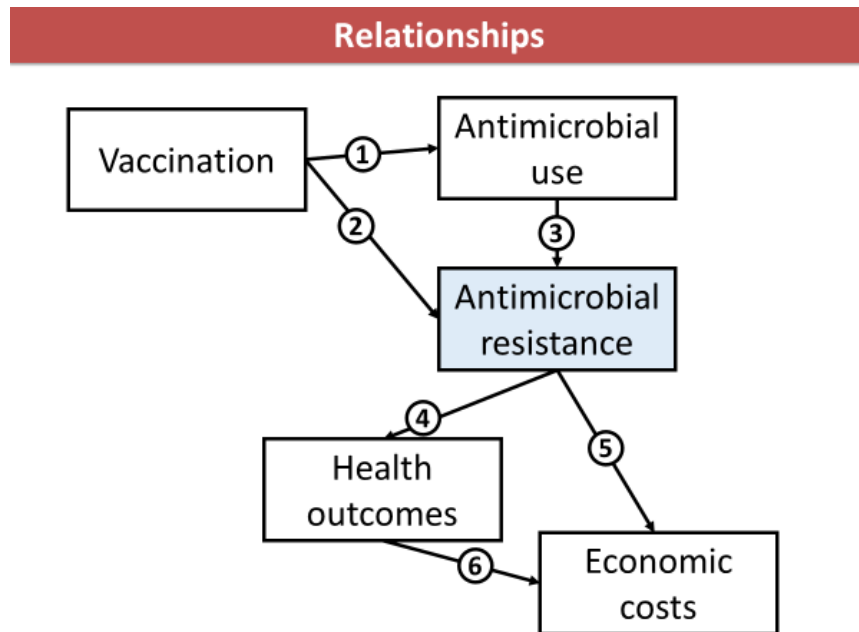 Relationships
Vaccination
1
Antimicrobial
use
2
3
Antimicrobial
resistance
4
5
Health
outcomes
6
Economic
costs